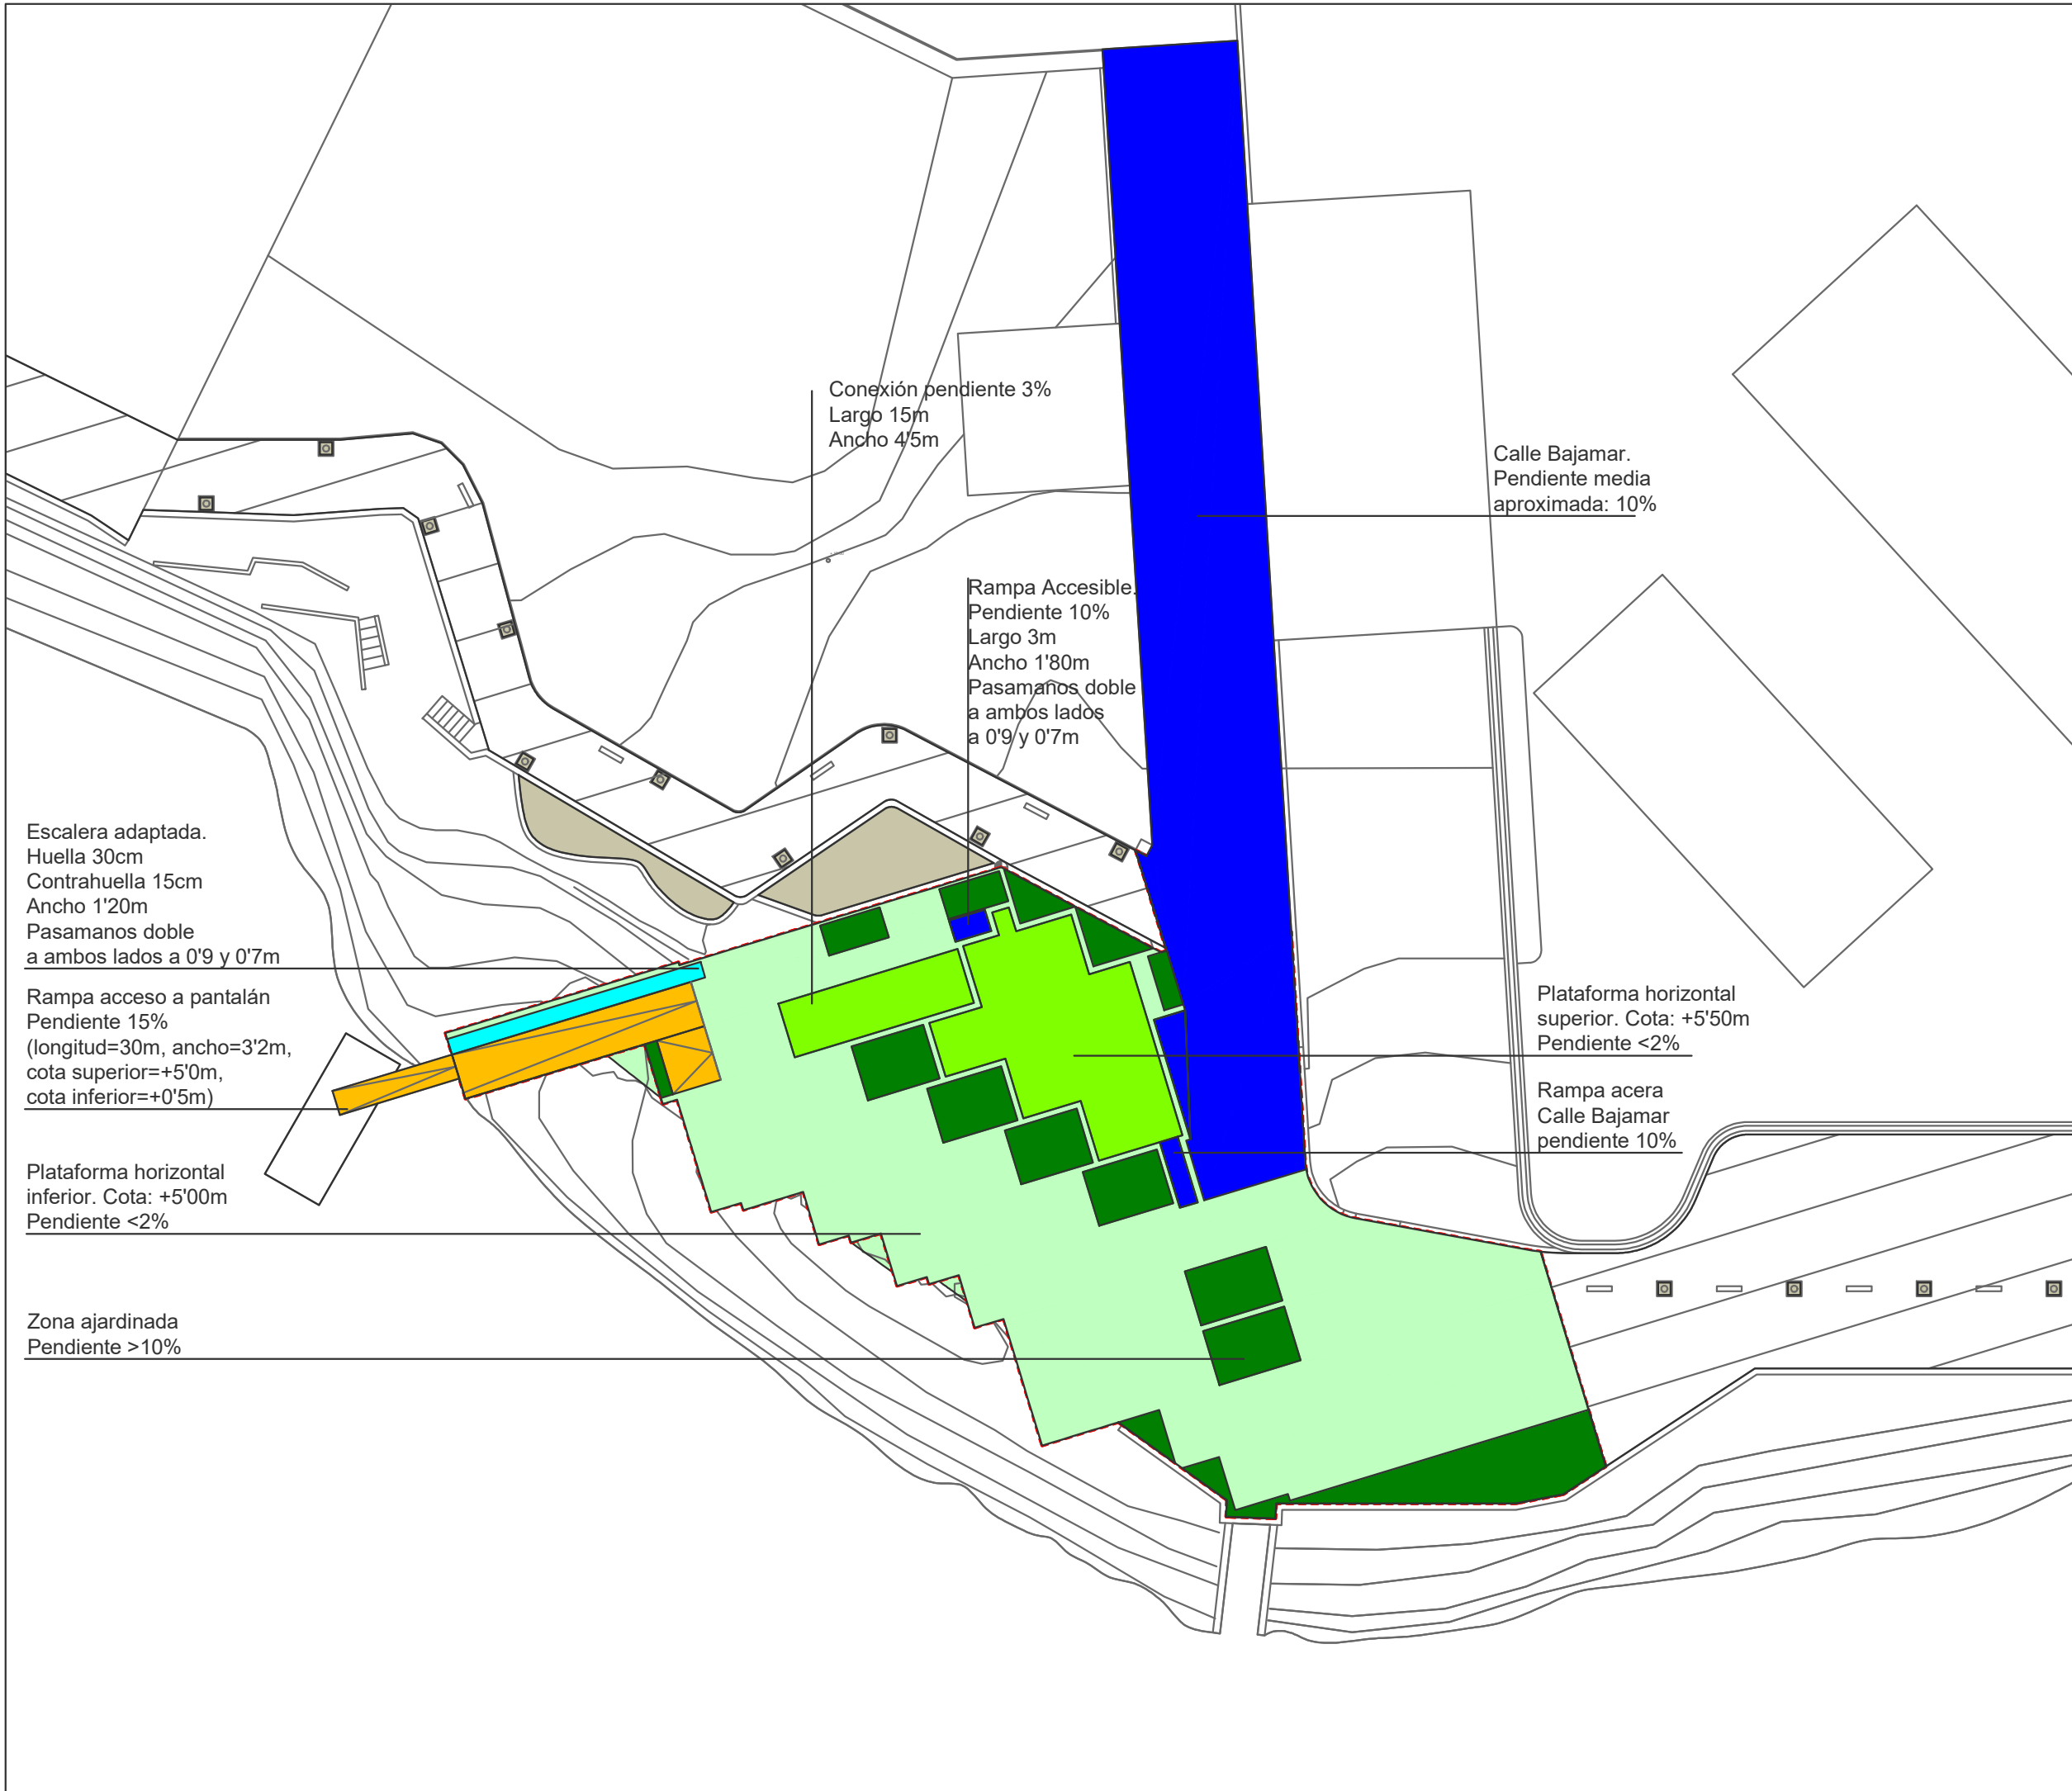 Conexión pendiente 3%
Largo 15m
Ancho 4'5m
Calle Bajamar.
Pendiente media
aproximada: 10%
Rampa Accesible.
Pendiente 10%
Largo 3m
Ancho 1'80m
Pasamanos doble
a ambos lados
a 0'9 y 0'7m
Escalera adaptada.
Huella 30cm
Contrahuella 15cm
Ancho 1'20m
Pasamanos doble
a ambos lados a 0'9 y 0'7m
Rampa acceso a pantalán
Pendiente 15%
(longitud=30m, ancho=3'2m,
cota superior=+5'0m,
cota inferior=+0'5m)
Plataforma horizontal
superior. Cota: +5'50m
Pendiente <2%
Rampa acera
Calle Bajamar
pendiente 10%
Plataforma horizontal
inferior. Cota: +5'00m
Pendiente <2%
Zona ajardinada
Pendiente >10%